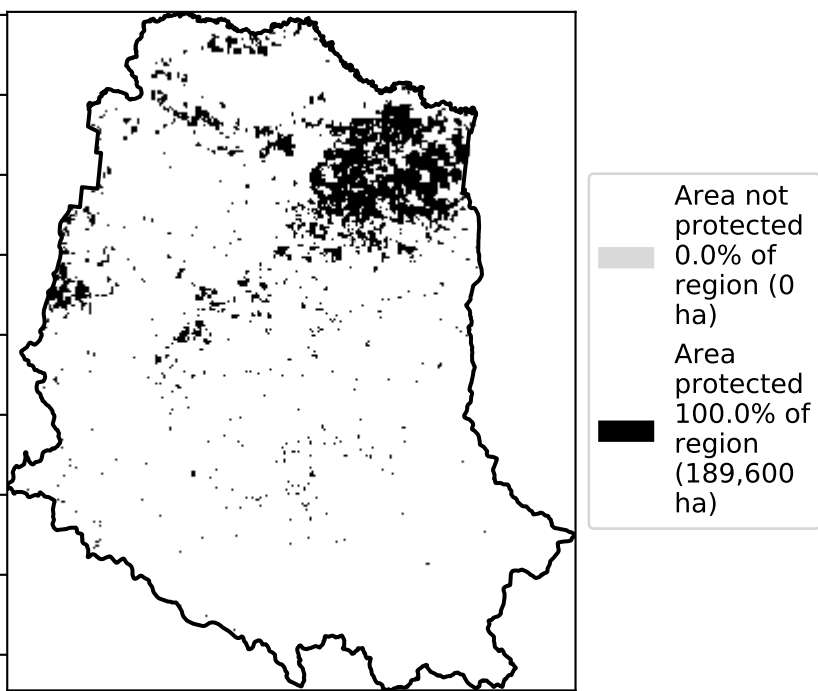 Area not
protected
0.0% of
region (0
ha)
Area
protected
100.0% of
region
(189,600
ha)